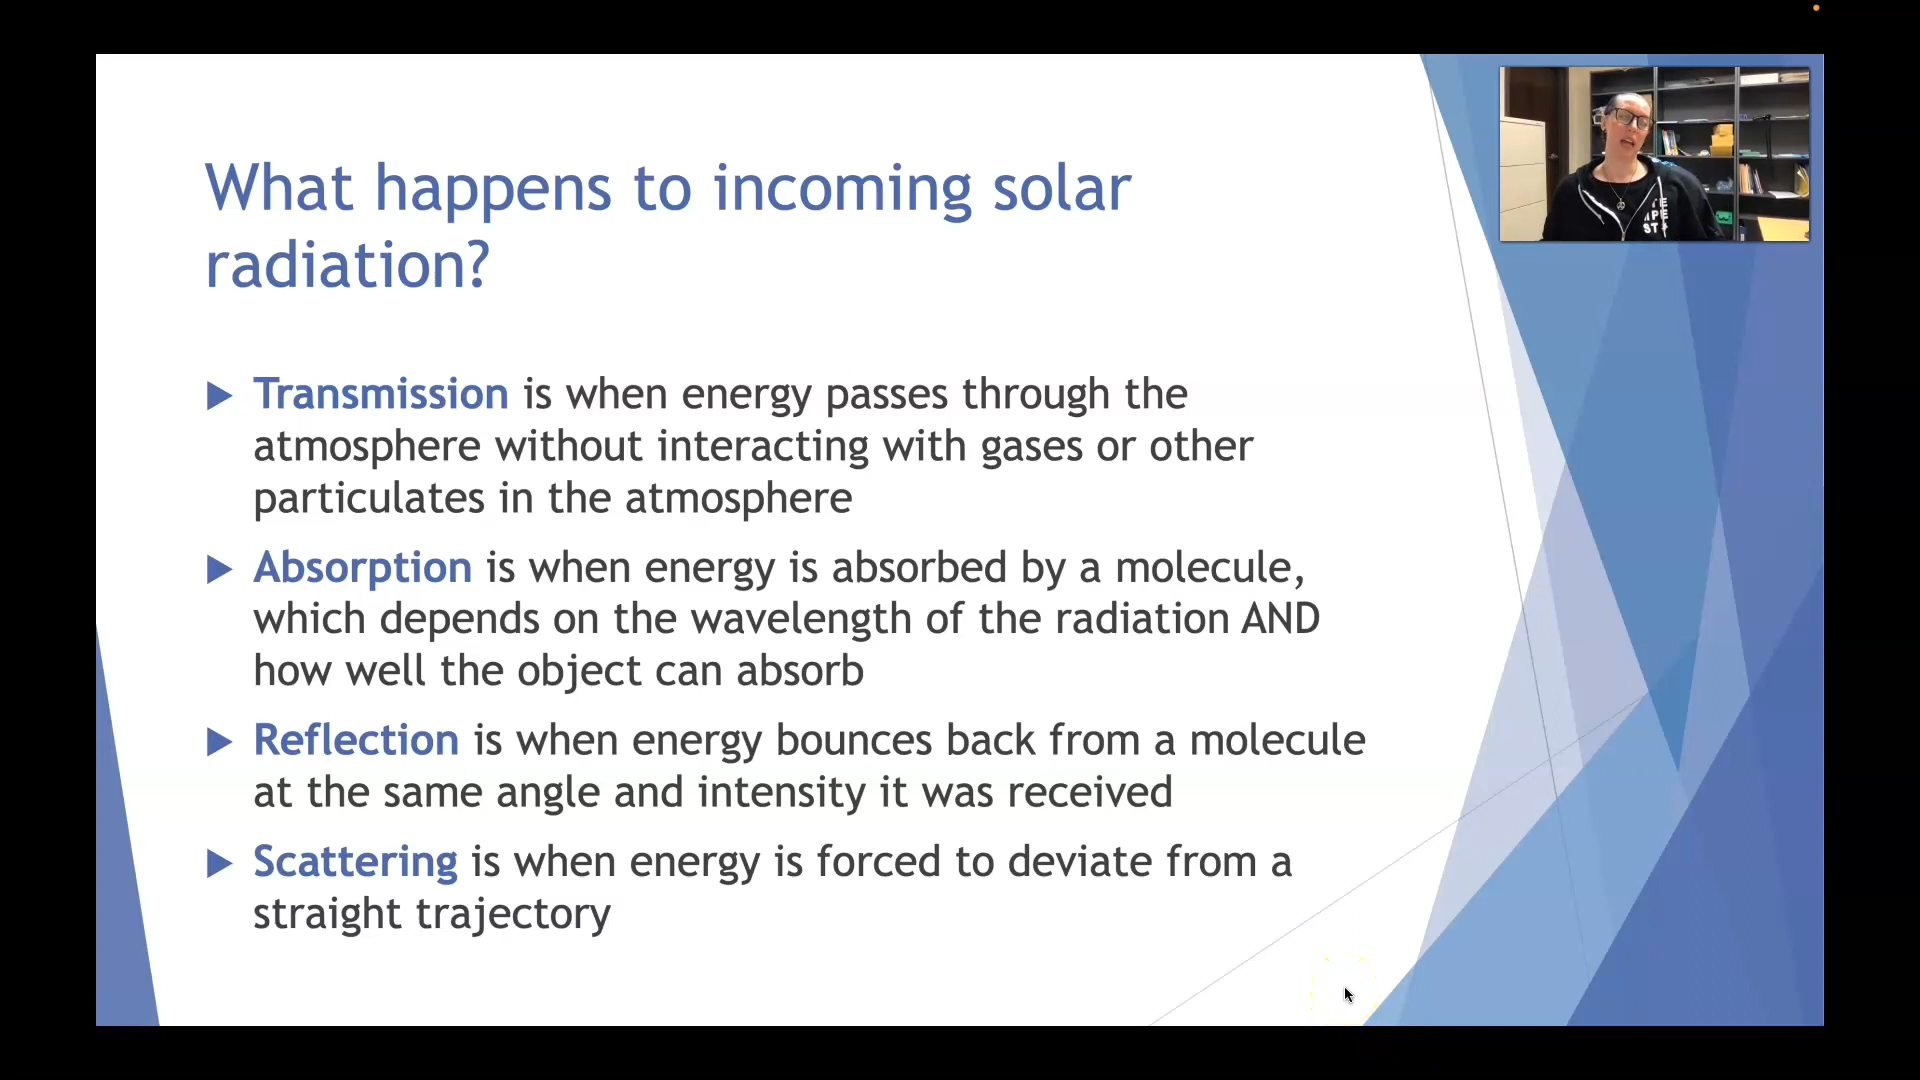 What happens to incoming solar
radiation?
Transmission is when energy passes through the
atmosphere without interacting with gases or other
particulates in the atmosphere
Absorption is when energy is absorbed by a molecule,
which depends on the wavelength of the radiation AND
how well the object can absorb
Reflection is when energy bounces back from a molecule
at the same angle and intensity it was received
Scattering is when energy is forced to deviate from a
straight trajectory